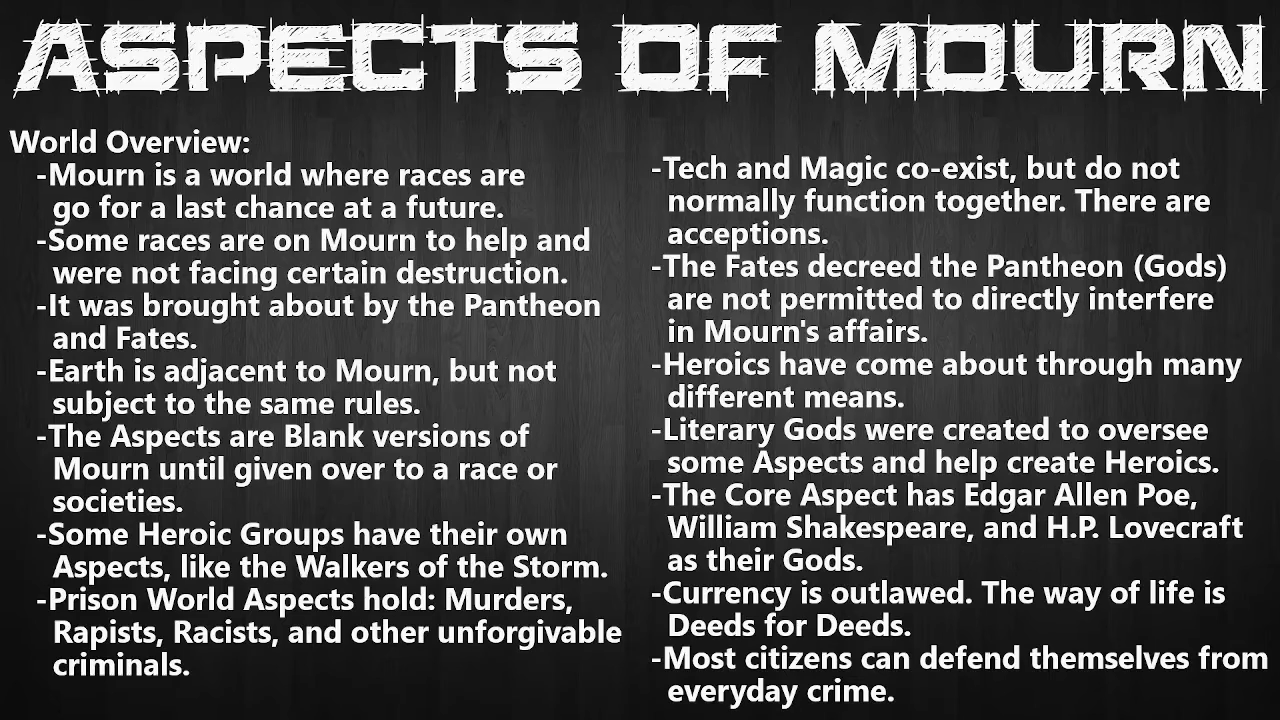 ASPECTS OF MOURN
World Overview:
-Mourn is a world where races are
go for a last chance at a future.
-Some races are on Mourn to help and
were not facing certain destruction.
-It was brought about by the Pantheon
and Fates.
-Earth is adjacent to Mourn, but not
subject to the same rules.
-The Aspects are Blank versions of
Mourn until given over to a race or
societies.
-Some Heroic Groups have their own
Aspects, like the Walkers of the Storm.
-Prison World Aspects hold: Murders,
Rapists, Racists, and other unforgivable
criminals.
-Tech and Magic co-exist, but do not
normally function together. There are
acceptions.
-The Fates decreed the Pantheon (Gods)
are not permitted to directly interfere
in Mourn's affairs.
-Heroics have come about through many
different means.
-Literary Gods were created to oversee
some Aspects and help create Heroics.
-The Core Aspect has Edgar Allen Poe,
William Shakespeare, and H.P. Lovecraft
as their Gods.
-Currency is outlawed. The way of life is
Deeds for Deeds.
-Most citizens can defend themselves from
everyday crime.